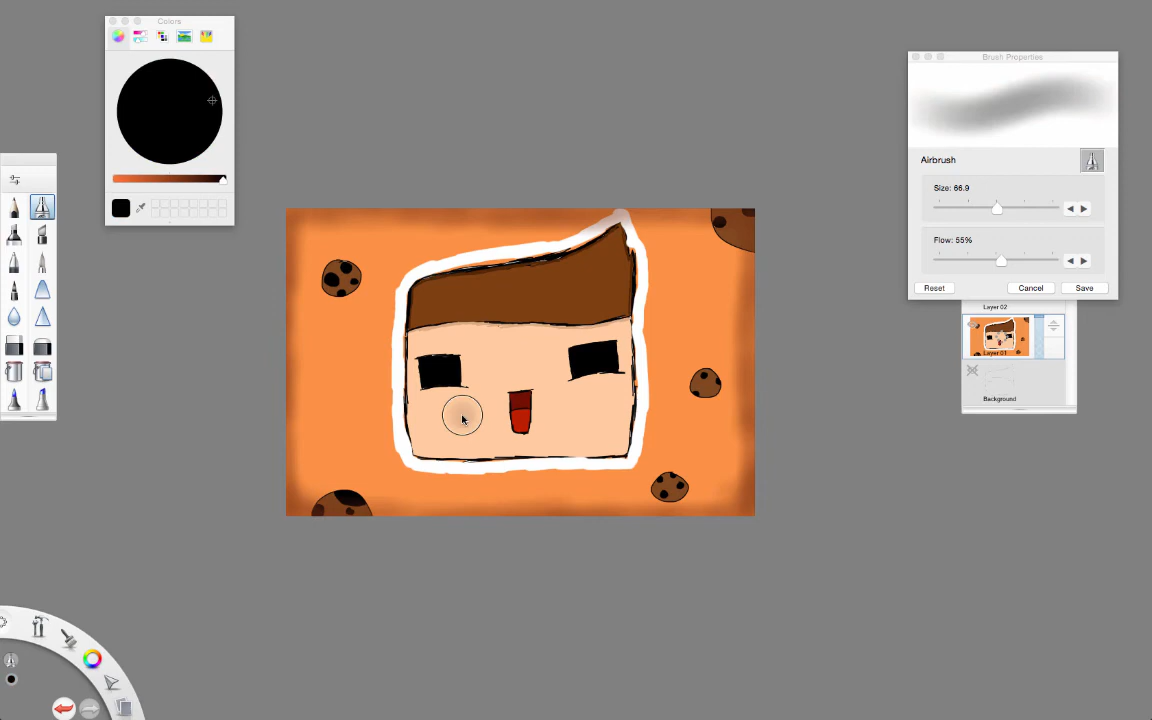 Colors
Brush Properties
Airbrush
Size: 66.9
Flow: 55%
Reset
Cancel
Save
Layer 02
Layer 01
Background